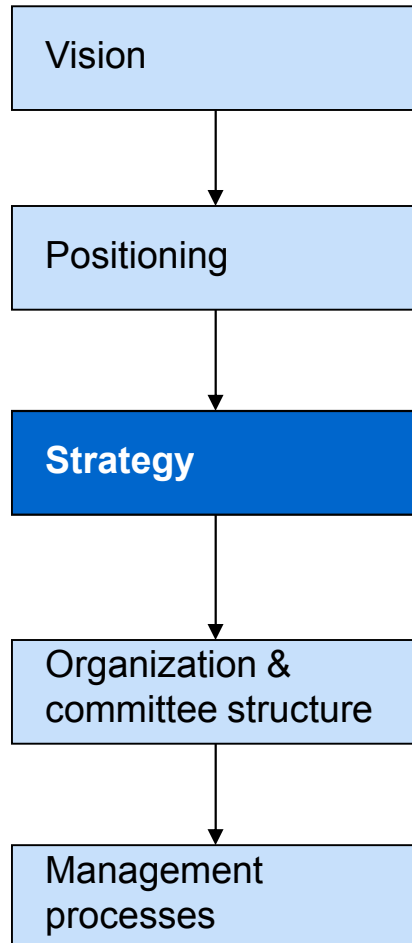 Vision
Positioning
Strategy
Organization &
committee structure
Management
processes